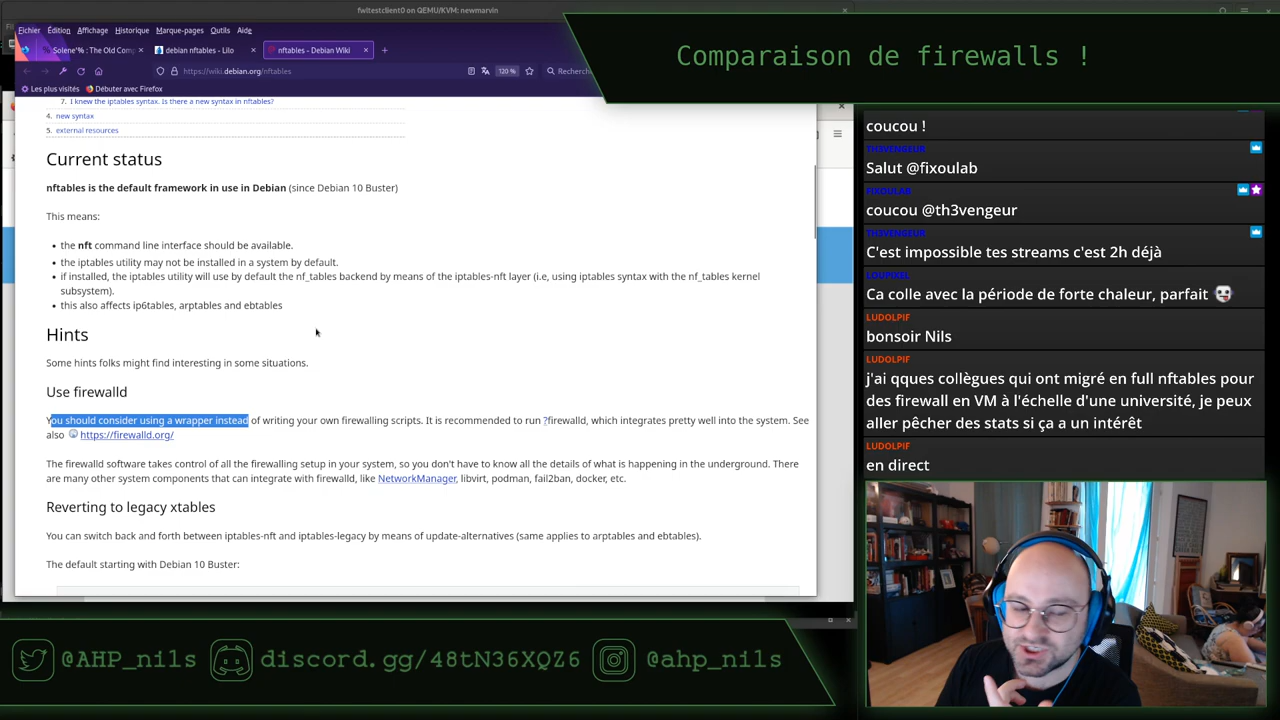 fwltestclient0 on QEMU/KVM: newmarvin
Comparaison de firewalls !
Fichier Édition Affichage Historique Marque-pages Outils Aide
Solene'% : The Old Com
debian nftables - Lilo
nftables - Debian Wiki
https://wiki.debian.org/nftables
120 %
Recherch
Les plus visités
Débuter avec Firefox
7. I knew the iptables syntax. Is there a new syntax in nftables?
4. new syntax
5. external resources
Current status
nftables is the default framework in use in Debian (since Debian 10 Buster)
This means:
• the nft command line interface should be available.
• the iptables utility may not be installed in a system by default.
• if installed, the iptables utility will use by default the nf_tables backend by means of the iptables-nft layer (i.e, using iptables syntax with the nf_tables kernel
subsystem).
• this also affects ip6tables, arptables and ebtables
Hints
Some hints folks might find interesting in some situations.
Use firewalld
You should consider using a wrapper instead of writing your own firewalling scripts. It is recommended to run ?firewalld, which integrates pretty well into the system. See
also https://firewalld.org/
The firewalld software takes control of all the firewalling setup in your system, so you don't have to know all the details of what is happening in the underground. There
are many other system components that can integrate with firewalld, like NetworkManager, libvirt, podman, fail2ban, docker, etc.
Reverting to legacy xtables
You can switch back and forth between iptables-nft and iptables-legacy by means of update-alternatives (same applies to arptables and ebtables).
The default starting with Debian 10 Buster:
coucou !
TH3VENGEUR
Salut @fixoulab
FIXOULAB
coucou @th3vengeur
TH3VENGEUR
C'est impossible tes streams c'est 2h déjà
LOUPIXEL
Ca colle avec la période de forte chaleur, parfait
LUDOLPIF
bonsoir Nils
LUDOLPIF
j'ai qques collègues qui ont migré en full nftables pour
des firewall en VM à l'échelle d'une université, je peux
aller pêcher des stats si ça a un intérêt
LUDOLPIF
en direct
@AHP_nils
discord.gg/48tN36XQZ6
@ahp_nils